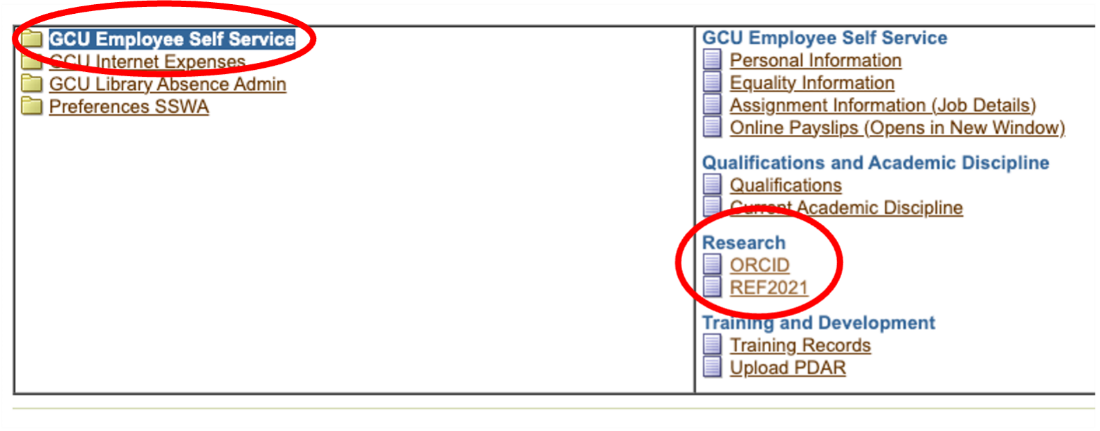 GCU Employee Self Service
GCU Internet Expenses
GCU Library Absence Admin
Preferences SSWA
GCU Employee Self Service
Personal Information
Equality Information
Assignment Information (Job Details)
Online Payslips (Opens in New Window)
Qualifications and Academic Discipline
Qualifications
Current Academic Discipline
Research
ORCID
REF2021
Training and Development
Training Records
Upload PDAR